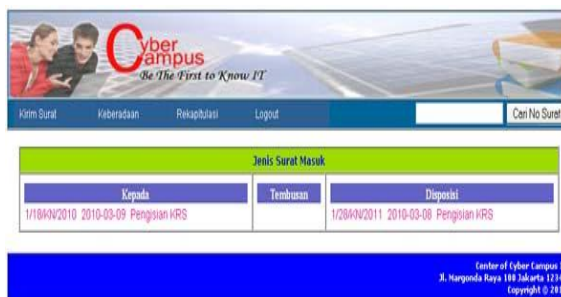 Cyber
Campus
Be The First to Know IT
Kirim Surat Keberadaan Rekapitulasi Logout Cari No Surat
Jenis Surat Masuk
Kepada Tembusan Disposisi
1/18/KN/2010 2010-03-09 Pengisian KRS 1/28/KN/2011 2010-03-08 Pengisian KRS
Center of Cyber Campus
Jl. Margonda Raya 100 Jakarta 1234
Copyright © 201